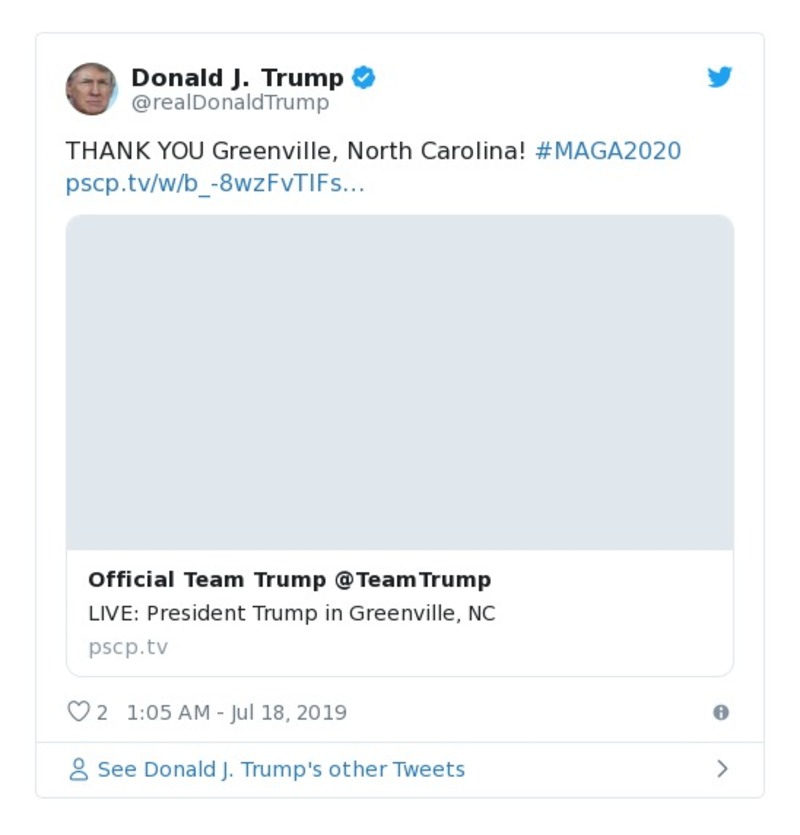 Donald J. Trump
@realDonaldTrump
THANK YOU Greenville, North Carolina! #MAGA2020
pscp.tv/w/b_-8wzFvTIFs…
Official Team Trump @TeamTrump
LIVE: President Trump in Greenville, NC
pscp.tv
2 1:05 AM - Jul 18, 2019
See Donald J. Trump's other Tweets